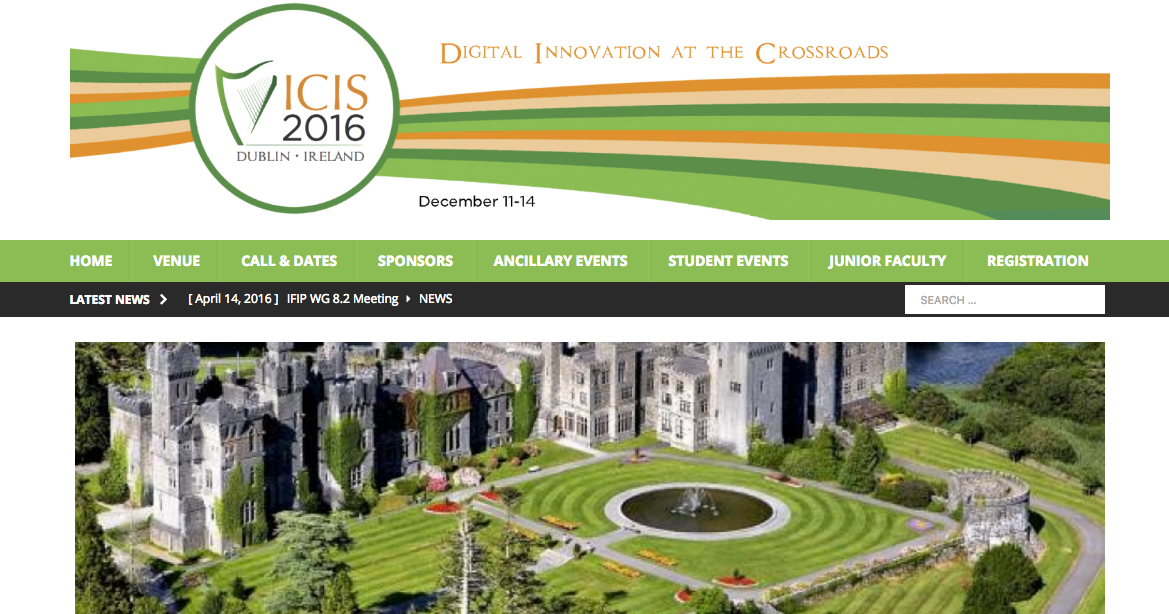 Digital Innovation at the Crossroads
ICIS
2016
DUBLIN · IRELAND
December 11-14
HOME VENUE CALL & DATES SPONSORS ANCILLARY EVENTS STUDENT EVENTS JUNIOR FACULTY REGISTRATION
LATEST NEWS [ April 14, 2016 ] IFIP WG 8.2 Meeting NEWS SEARCH ...